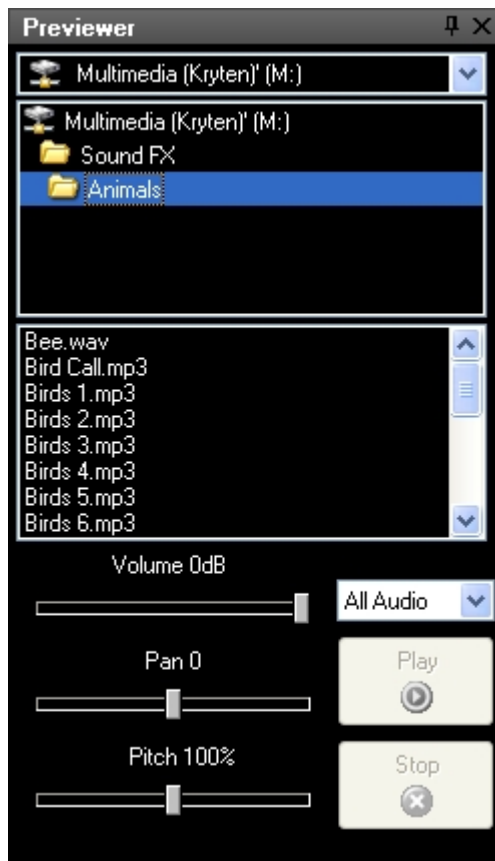 Previewer
Multimedia (Kryten)' (M:)
Multimedia (Kryten)' (M:)
Sound FX
Animals
Bee.wav
Bird Call.mp3
Birds 1.mp3
Birds 2.mp3
Birds 3.mp3
Birds 4.mp3
Birds 5.mp3
Birds 6.mp3
Volume 0dB
All Audio
Pan 0
Play
Pitch 100%
Stop